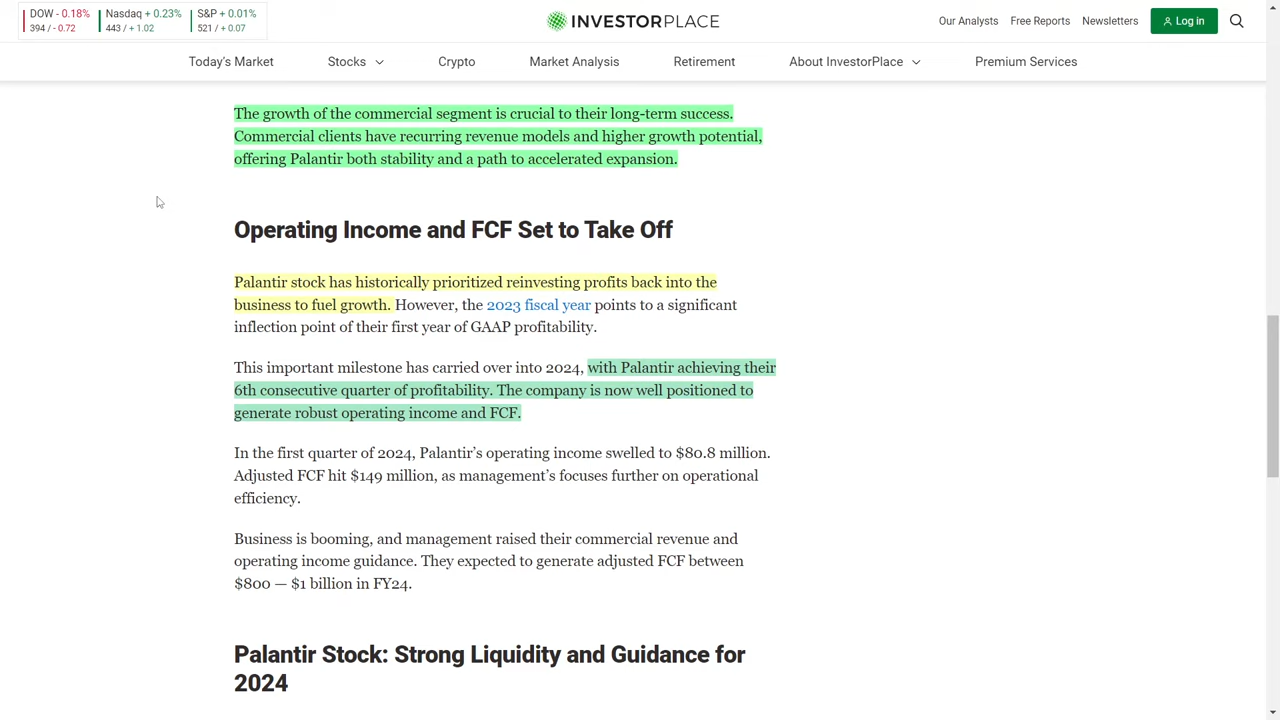 DOW - 0.18%
394 / - 0.72
Nasdaq + 0.23%
443 / + 1.02
S&P + 0.01%
521 / + 0.07
INVESTORPLACE
Our Analysts
Free Reports
Newsletters
Log in
Today's Market
Stocks
Crypto
Market Analysis
Retirement
About InvestorPlace
Premium Services
The growth of the commercial segment is crucial to their long-term success.
Commercial clients have recurring revenue models and higher growth potential,
offering Palantir both stability and a path to accelerated expansion.
Operating Income and FCF Set to Take Off
Palantir stock has historically prioritized reinvesting profits back into the
business to fuel growth. However, the 2023 fiscal year points to a significant
inflection point of their first year of GAAP profitability.
This important milestone has carried over into 2024, with Palantir achieving their
6th consecutive quarter of profitability. The company is now well positioned to
generate robust operating income and FCF.
In the first quarter of 2024, Palantir’s operating income swelled to $80.8 million.
Adjusted FCF hit $149 million, as management’s focuses further on operational
efficiency.
Business is booming, and management raised their commercial revenue and
operating income guidance. They expected to generate adjusted FCF between
$800 — $1 billion in FY24.
Palantir Stock: Strong Liquidity and Guidance for
2024